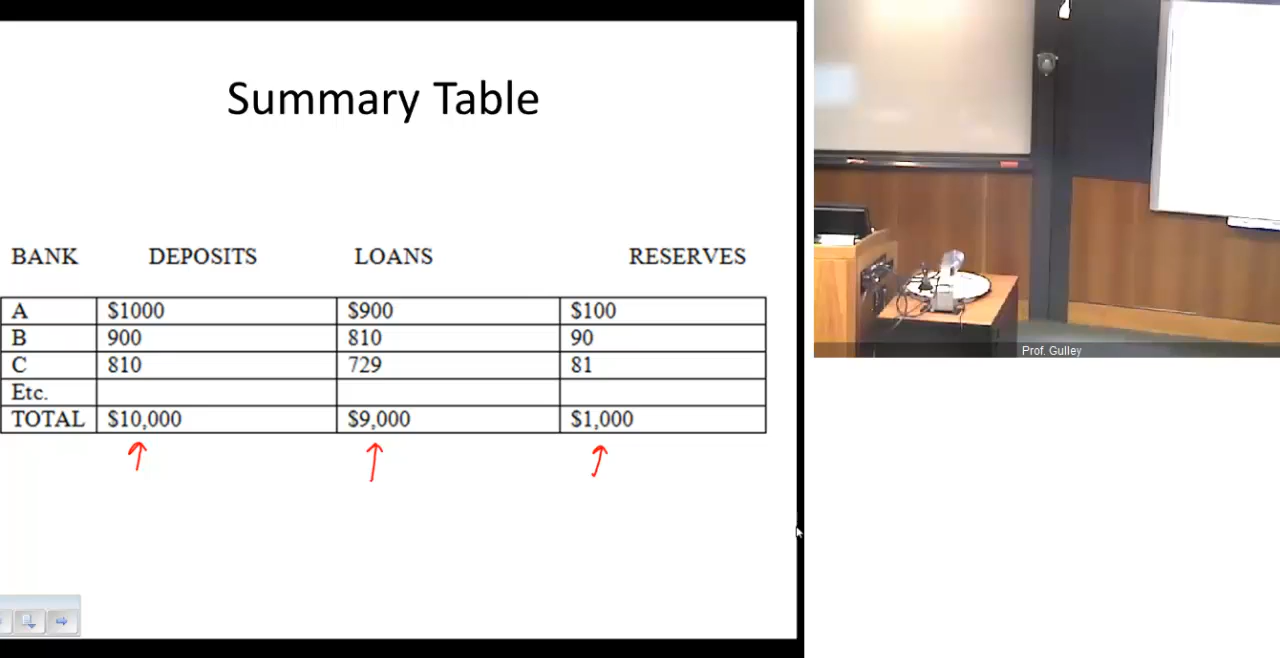 Summary Table
BANK DEPOSITS LOANS RESERVES
A $1000 $900 $100
B 900 810 90
C 810 729 81
Etc.
TOTAL $10,000 $9,000 $1,000
Prof. Gulley